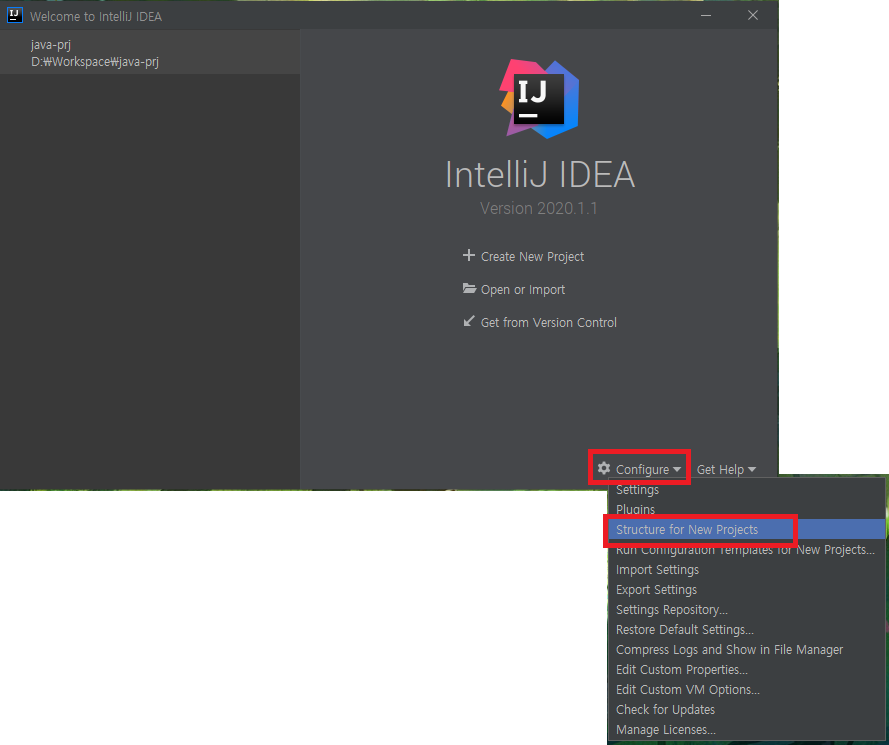 IJ
Welcome to IntelliJ IDEA
java-prj
D:₩Workspace₩java-prj
IJ
IntelliJ IDEA
Version 2020.1.1
Create New Project
Open or Import
Get from Version Control
Configure
Get Help
Settings
Plugins
Structure for New Projects
Run Configuration Templates for New Projects...
Import Settings
Export Settings
Settings Repository...
Restore Default Settings...
Compress Logs and Show in File Manager
Edit Custom Properties...
Edit Custom VM Options...
Check for Updates
Manage Licenses...